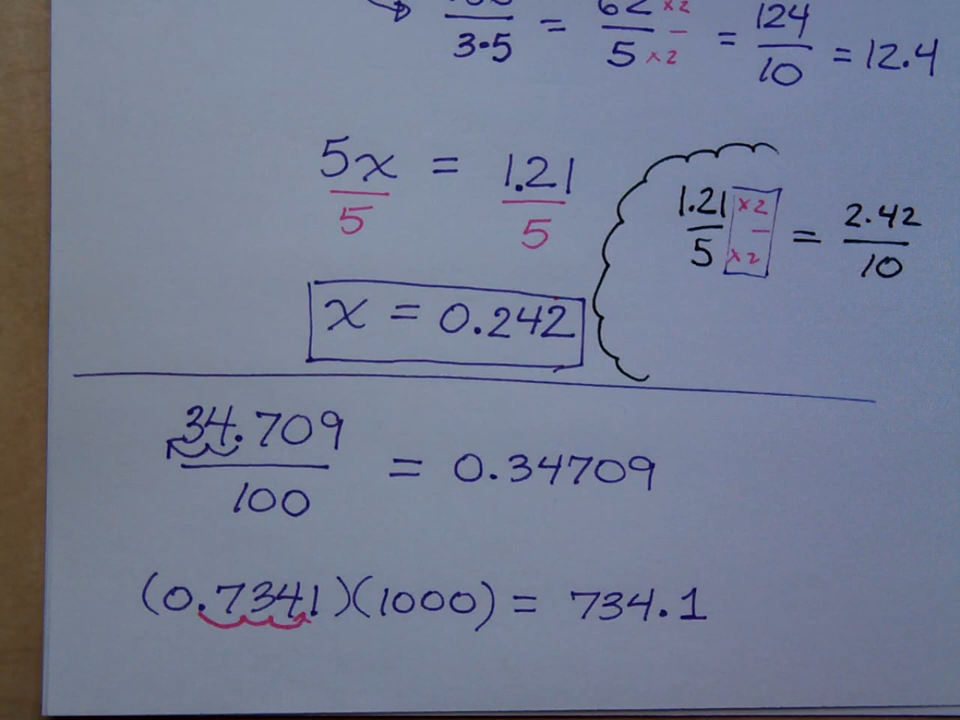 / 3·5 = 62 ×2 / 5 ×2 = 124 / 10 = 12.4
5x / 5 = 1.21 / 5
1.21 ×2 / 5 ×2 = 2.42 / 10
x = 0.242
34.709 / 100 = 0.34709
(0.7341)(1000) = 734.1